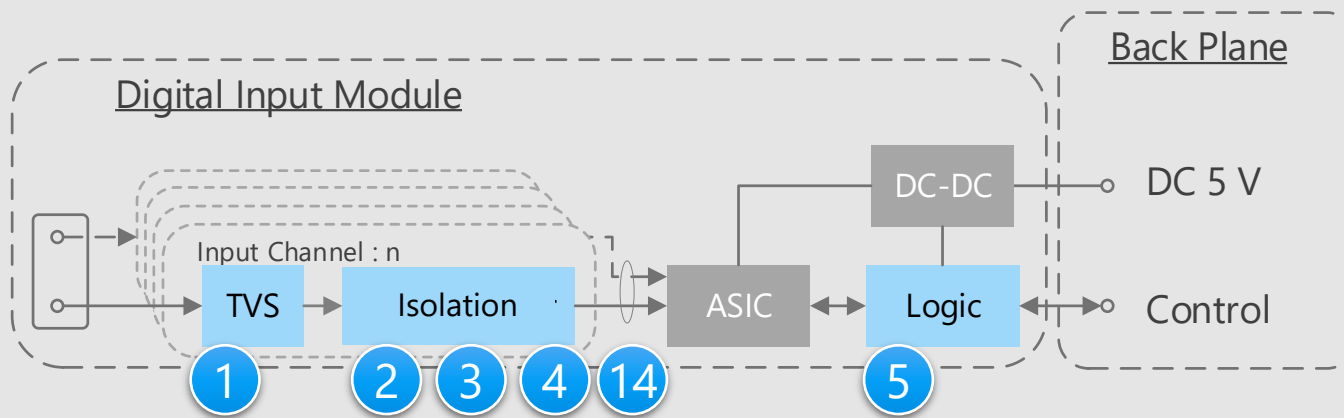 Back Plane
Digital Input Module
DC-DC
DC 5 V
Input Channel : n
TVS
Isolation
ASIC
Logic
Control
1
2
3
4
14
5